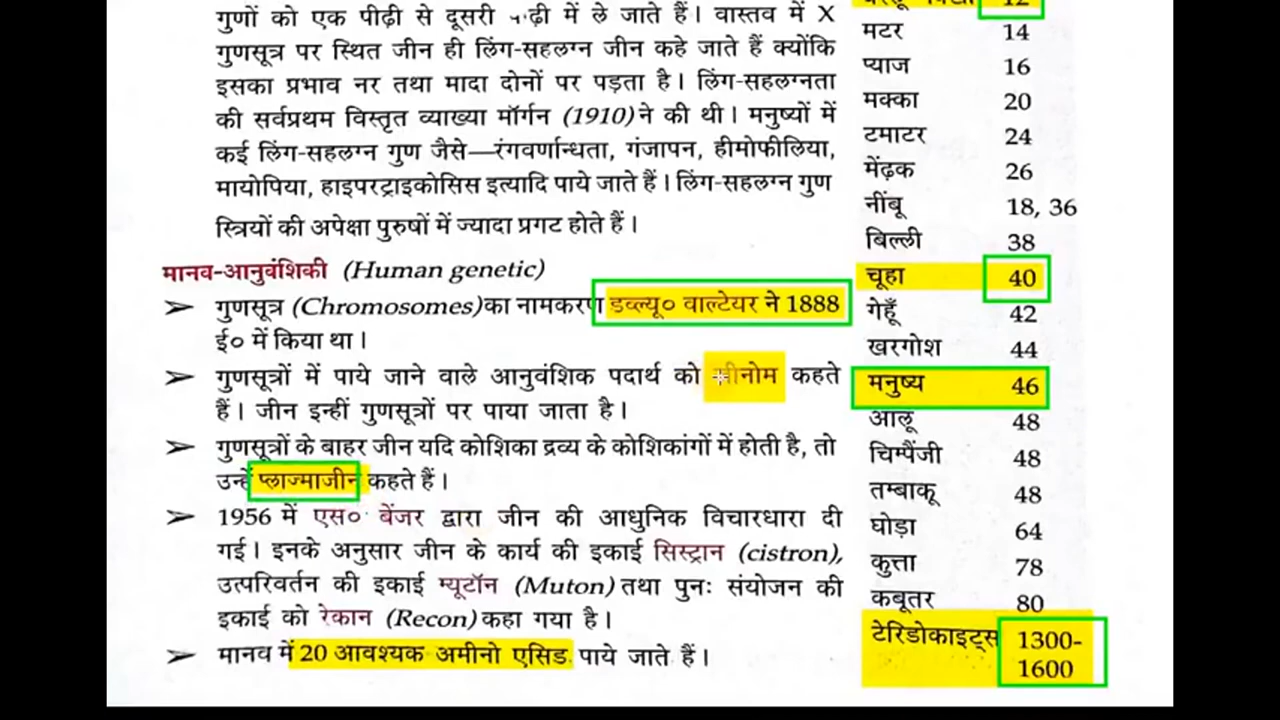 गुणों को एक पीढ़ी से दूसरी में ले जाते हैं। वास्तव में X
गुणसूत्र पर स्थित जीन ही लिंग-सहलग्न जीन कहे जाते हैं क्योंकि
इसका प्रभाव नर तथा मादा दोनों पर पड़ता है। लिंग-सहलग्नता
की सर्वप्रथम विस्तृत व्याख्या मॉर्गन (1910) ने की थी। मनुष्यों में
कई लिंग-सहलग्न गुण जैसे—रंगवर्णान्धता, गंजापन, हीमोफीलिया,
मायोपिया, हाइपरट्राइकोसिस इत्यादि पाये जाते हैं। लिंग-सहलग्न गुण
स्त्रियों की अपेक्षा पुरुषों में ज्यादा प्रगट होते हैं।
मानव-आनुवंशिकी (Human genetic)
➢ गुणसूत्र (Chromosomes) का नामकरण डब्ल्यू० वाल्टेयर ने 1888
ई० में किया था।
➢ गुणसूत्रों में पाये जाने वाले आनुवंशिक पदार्थ को जीनोम कहते
हैं। जीन इन्हीं गुणसूत्रों पर पाया जाता है।
➢ गुणसूत्रों के बाहर जीन यदि कोशिका द्रव्य के कोशिकांगों में होती है, तो
उन्हें प्लाज्माजीन कहते हैं।
➢ 1956 में एस० बेंजर द्वारा जीन की आधुनिक विचारधारा दी
गई। इनके अनुसार जीन के कार्य की इकाई सिस्ट्रान (cistron),
उत्परिवर्तन की इकाई म्यूटॉन (Muton) तथा पुनः संयोजन की
इकाई को रेकान (Recon) कहा गया है।
➢ मानव में 20 आवश्यक अमीनो एसिड पाये जाते हैं।
12
मटर 14
प्याज 16
मक्का 20
टमाटर 24
मेंढ़क 26
नींबू 18, 36
बिल्ली 38
चूहा 40
गेहूँ 42
खरगोश 44
मनुष्य 46
आलू 48
चिम्पैंजी 48
तम्बाकू 48
घोड़ा 64
कुत्ता 78
कबूतर 80
टेरिडोकाइट्स 1300-
1600